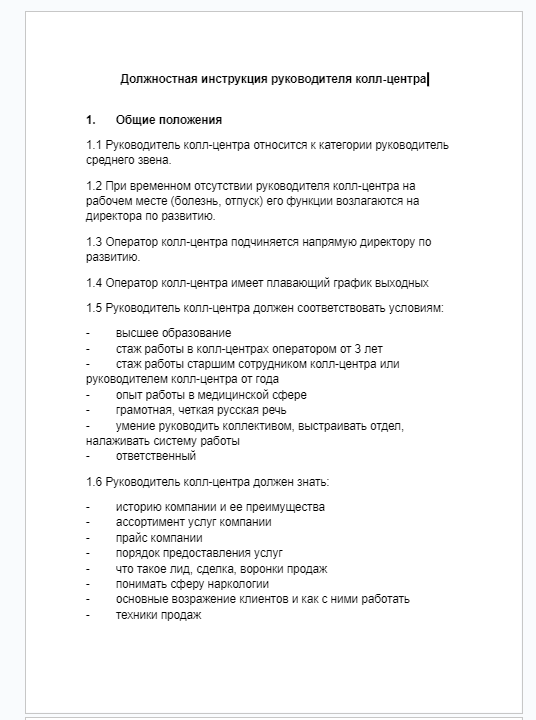 Должностная инструкция руководителя колл-центра
1. Общие положения
1.1 Руководитель колл-центра относится к категории руководитель
среднего звена.
1.2 При временном отсутствии руководителя колл-центра на
рабочем месте (болезнь, отпуск) его функции возлагаются на
директора по развитию.
1.3 Оператор колл-центра подчиняется напрямую директору по
развитию.
1.4 Оператор колл-центра имеет плавающий график выходных
1.5 Руководитель колл-центра должен соответствовать условиям:
- высшее образование
- стаж работы в колл-центрах оператором от 3 лет
- стаж работы старшим сотрудником колл-центра или
руководителем колл-центра от года
- опыт работы в медицинской сфере
- грамотная, четкая русская речь
- умение руководить коллективом, выстраивать отдел,
налаживать систему работы
- ответственный
1.6 Руководитель колл-центра должен знать:
- историю компании и ее преимущества
- ассортимент услуг компании
- прайс компании
- порядок предоставления услуг
- что такое лид, сделка, воронки продаж
- понимать сферу наркологии
- основные возражение клиентов и как с ними работать
- техники продаж